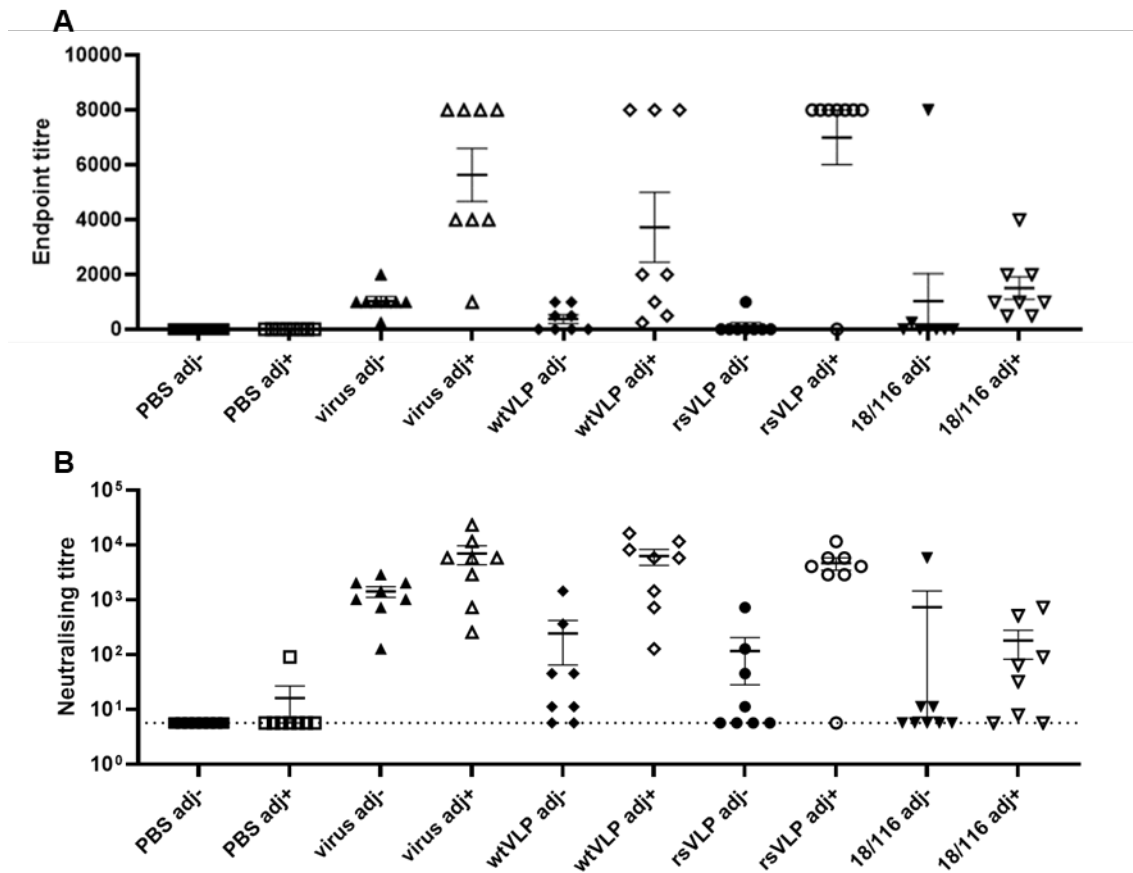 A
Endpoint titre
10000
8000
6000
4000
2000
0
PBS adj-
PBS adj+
virus adj-
virus adj+
wtVLP adj-
wtVLP adj+
rsVLP adj-
rsVLP adj+
18/116 adj-
18/116 adj+
B
Neutralising titre
10⁵
10⁴
10³
10²
10¹
10⁰
PBS adj-
PBS adj+
virus adj-
virus adj+
wtVLP adj-
wtVLP adj+
rsVLP adj-
rsVLP adj+
18/116 adj-
18/116 adj+